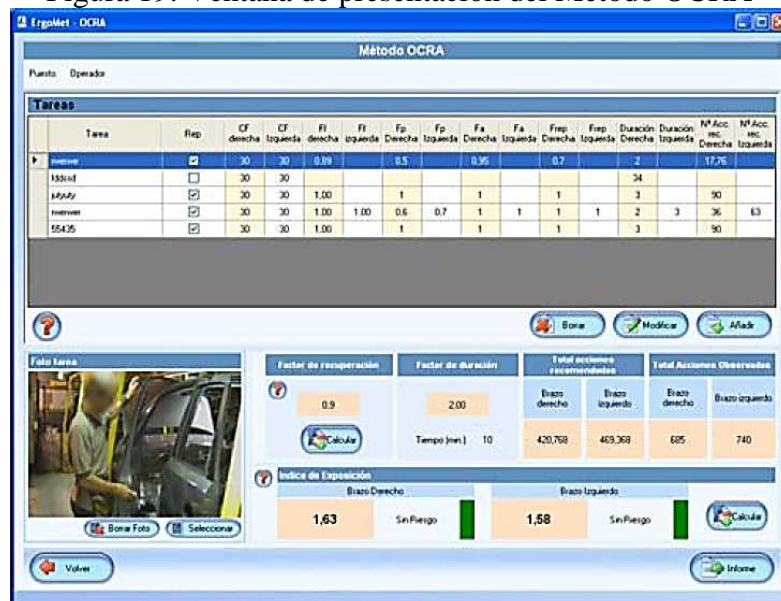 Figura 19. Ventana de presentación del Método OCRA
ErgoMet - OCRA
Método OCRA
Puesto Operador
Tareas
Tarea Rep CF derecha CF Izquierda Ff derecha Ff Izquierda Fp Derecha Fp Izquierda Fa Derecha Fa Izquierda Frep Derecha Frep Izquierda Duración Derecha Duración Izquierda NºAcc. rec. Derecha NºAcc. rec. Izquierda
30 30 0,89 0,5 0,95 0,7 2 17,76
30 30 34
30 30 1,00 1 1 1 3 90
30 30 1,00 1,00 0,6 0,7 1 1 1 1 2 3 36 63
55435 30 30 1,00 1 1 1 3 90
Borrar Modificar Añadir
Foto tarea
Factor de recuperación Factor de duración Total acciones recomendadas Total Acciones Observadas
Brazo derecho Brazo izquierdo Brazo derecho Brazo izquierdo
0.9 2.00
420,768 469,368 685 740
Calcular Tiempo (min.) 10
Indice de Exposición
Brazo Derecho Brazo Izquierdo
1,63 Sin Riesgo 1,58 Sin Riesgo Calcular
Borrar Foto Seleccionar
Volver Informe